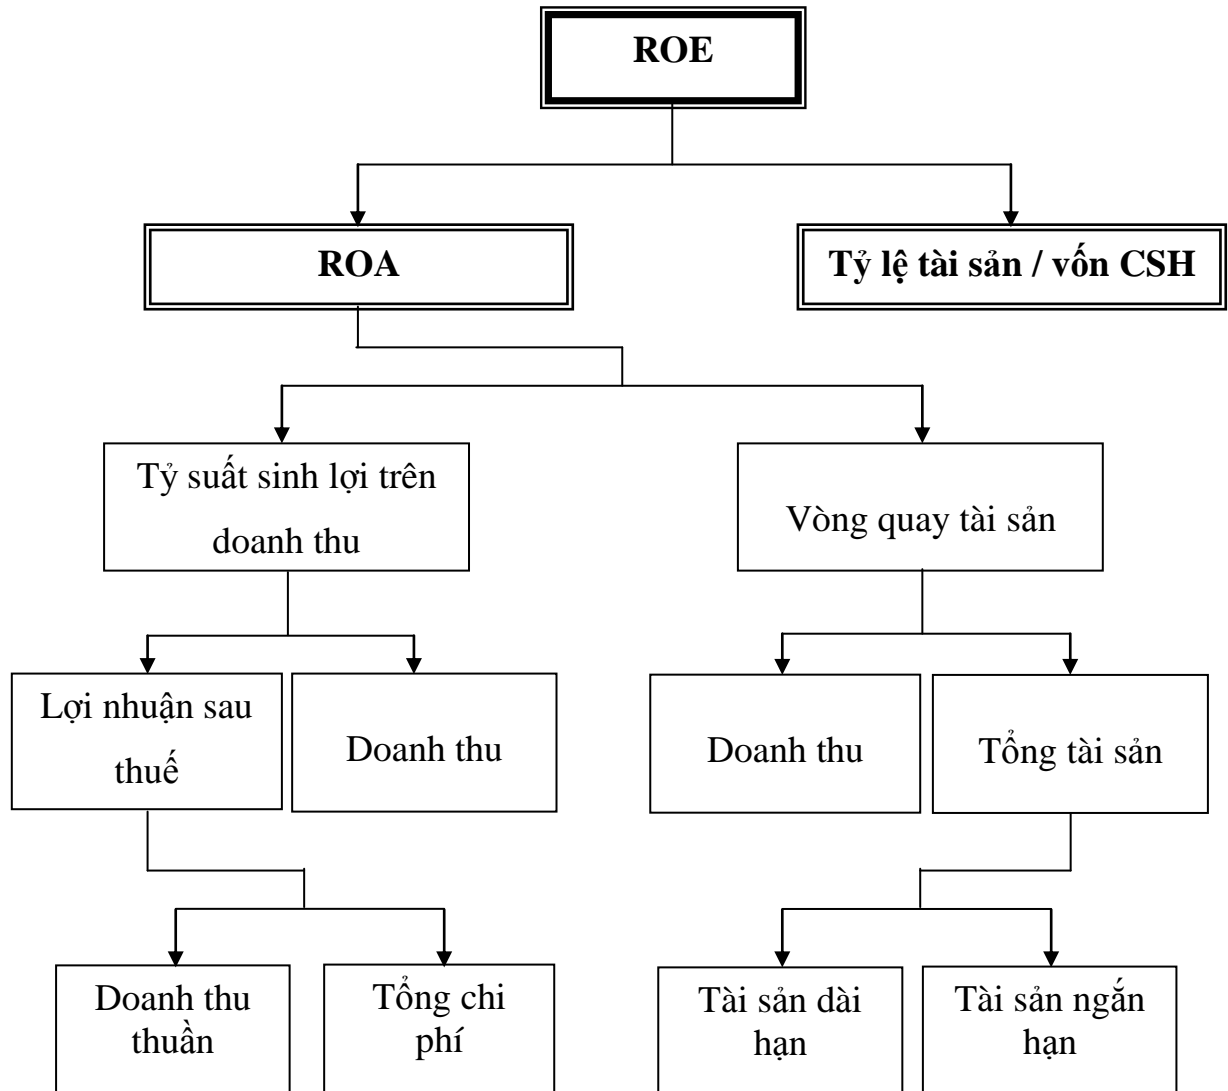 ROE
ROA
Tỷ lệ tài sản / vốn CSH
Tỷ suất sinh lợi trên
doanh thu
Vòng quay tài sản
Lợi nhuận sau
thuế
Doanh thu
Doanh thu
Tổng tài sản
Doanh thu
thuần
Tổng chi
phí
Tài sản dài
hạn
Tài sản ngắn
hạn